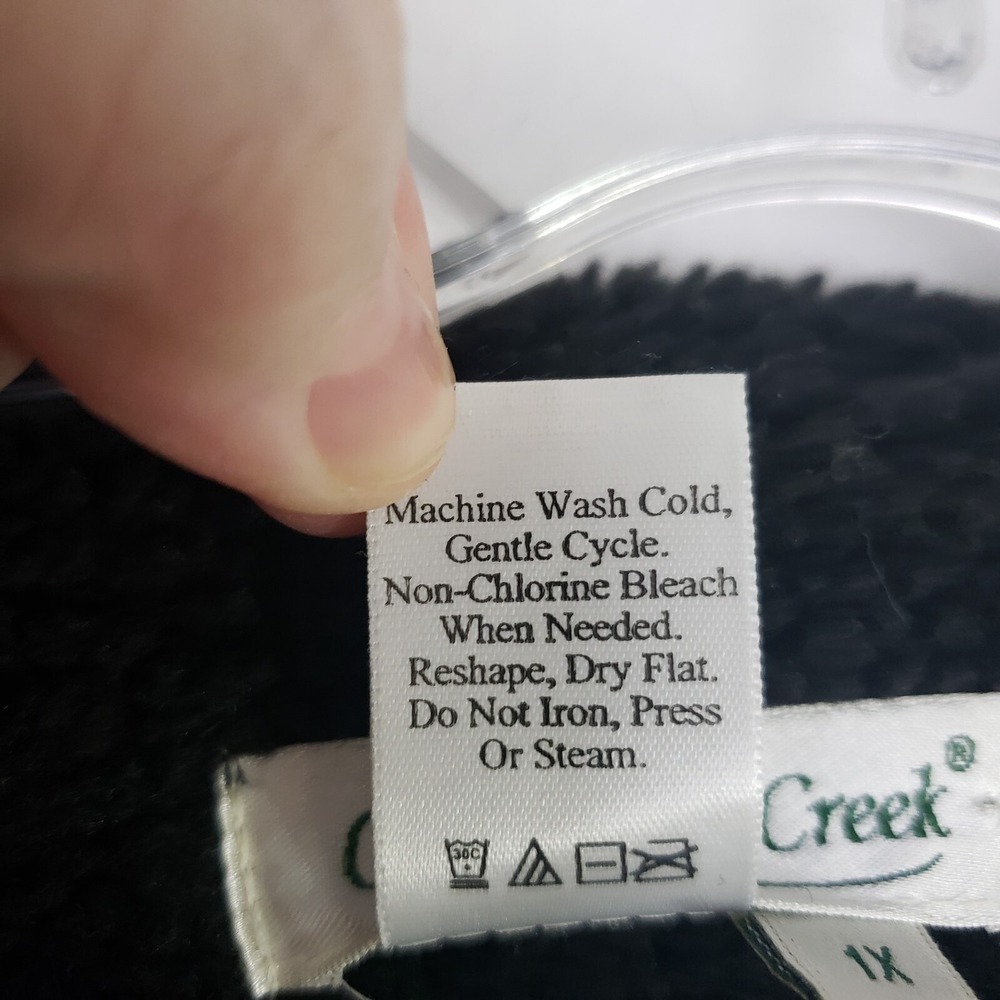 Machine Wash Cold,
Gentle Cycle.
Non-Chlorine Bleach
When Needed.
Reshape, Dry Flat.
Do Not Iron, Press
Or Steam.
30C
Creek®
1X